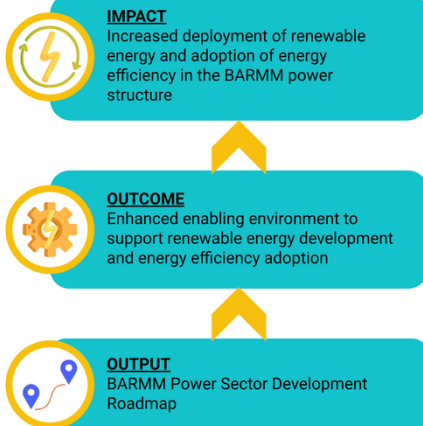 IMPACT
Increased deployment of renewable
energy and adoption of energy
efficiency in the BARMM power
structure
OUTCOME
Enhanced enabling environment to
support renewable energy development
and energy efficiency adoption
OUTPUT
BARMM Power Sector Development
Roadmap